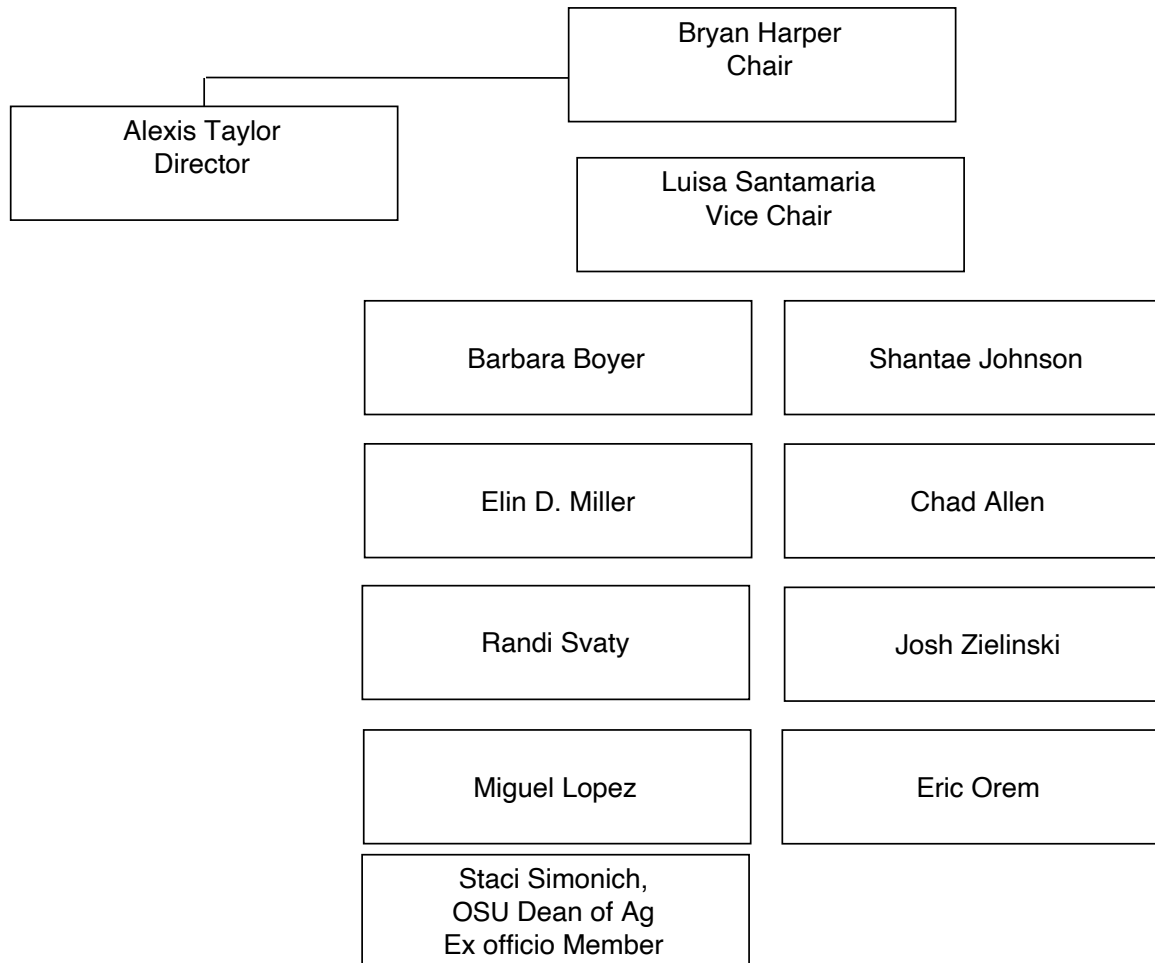 Bryan Harper
Chair
Alexis Taylor
Director
Luisa Santamaria
Vice Chair
Barbara Boyer
Shantae Johnson
Elin D. Miller
Chad Allen
Randi Svaty
Josh Zielinski
Miguel Lopez
Eric Orem
Staci Simonich,
OSU Dean of Ag
Ex officio Member